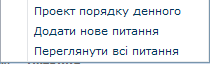 Проект порядку денного
Додати нове питання
Переглянути всі питання